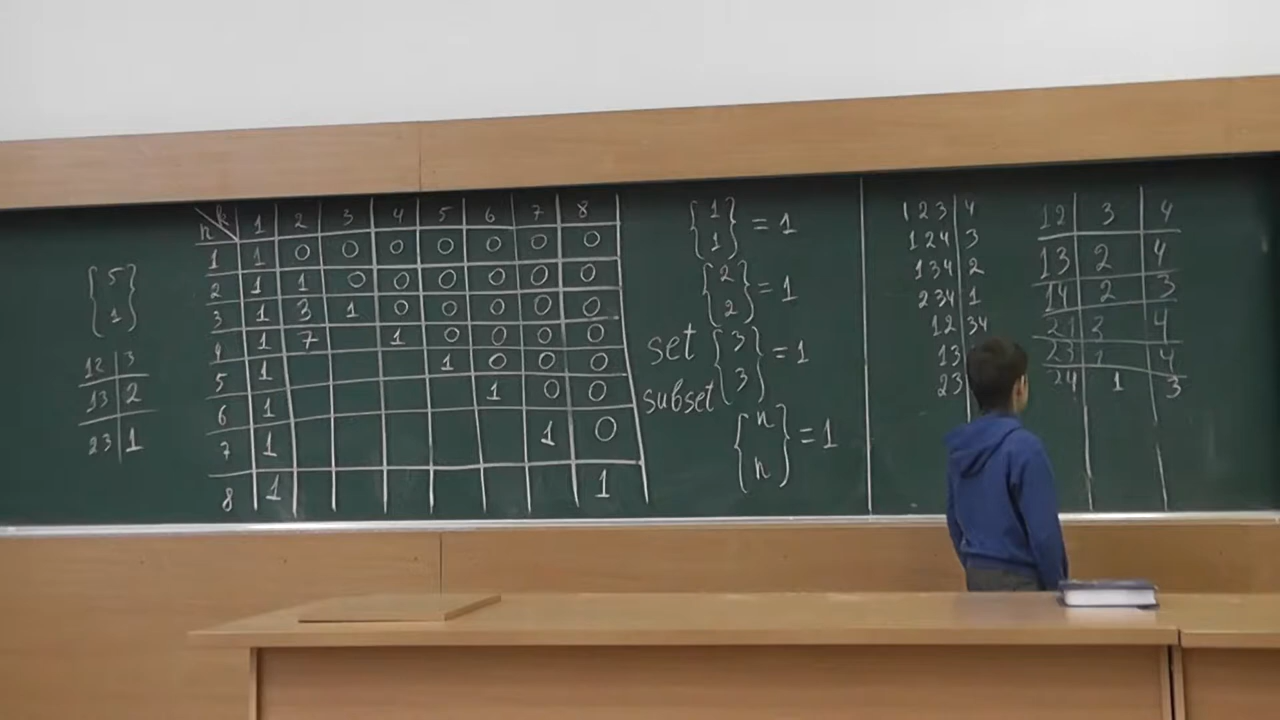 {5
1}
12 | 3
13 | 2
23 | 1
n \ k | 1 | 2 | 3 | 4 | 5 | 6 | 7 | 8
1 | 1 | 0 | 0 | 0 | 0 | 0 | 0 | 0
2 | 1 | 1 | 0 | 0 | 0 | 0 | 0 | 0
3 | 1 | 3 | 1 | 0 | 0 | 0 | 0 | 0
4 | 1 | 7 | | 1 | 0 | 0 | 0 | 0
5 | 1 | | | | 1 | 0 | 0 | 0
6 | 1 | | | | | 1 | 0 | 0
7 | 1 | | | | | | 1 | 0
8 | 1 | | | | | | | 1
{1
1} = 1
{2
2} = 1
set {3
subset 3} = 1
{n
n} = 1
123 | 4
124 | 3
134 | 2
234 | 1
12 | 34
13
23
12 | 3 | 4
13 | 2 | 4
14 | 2 | 3
21 | 3 | 4
23 | 1 | 4
24 | 1 | 3